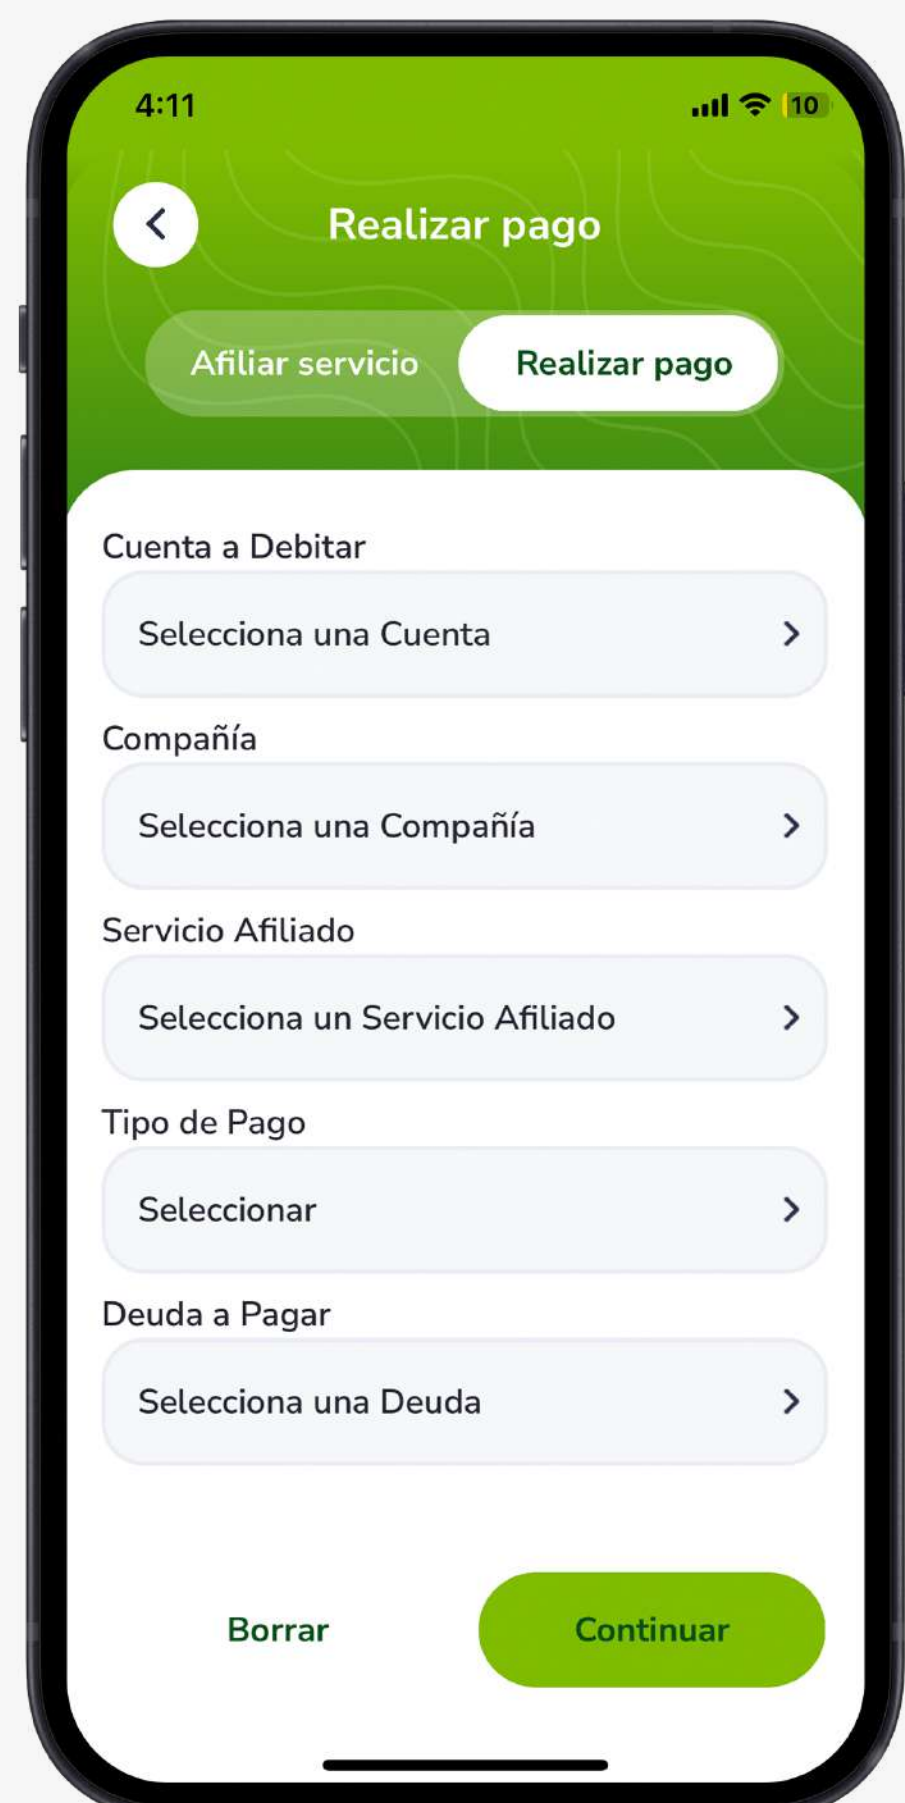 4:11
10
Realizar pago
Afiliar servicio
Realizar pago
Cuenta a Debitar
Selecciona una Cuenta
Compañía
Selecciona una Compañía
Servicio Afiliado
Selecciona un Servicio Afiliado
Tipo de Pago
Seleccionar
Deuda a Pagar
Selecciona una Deuda
Borrar
Continuar